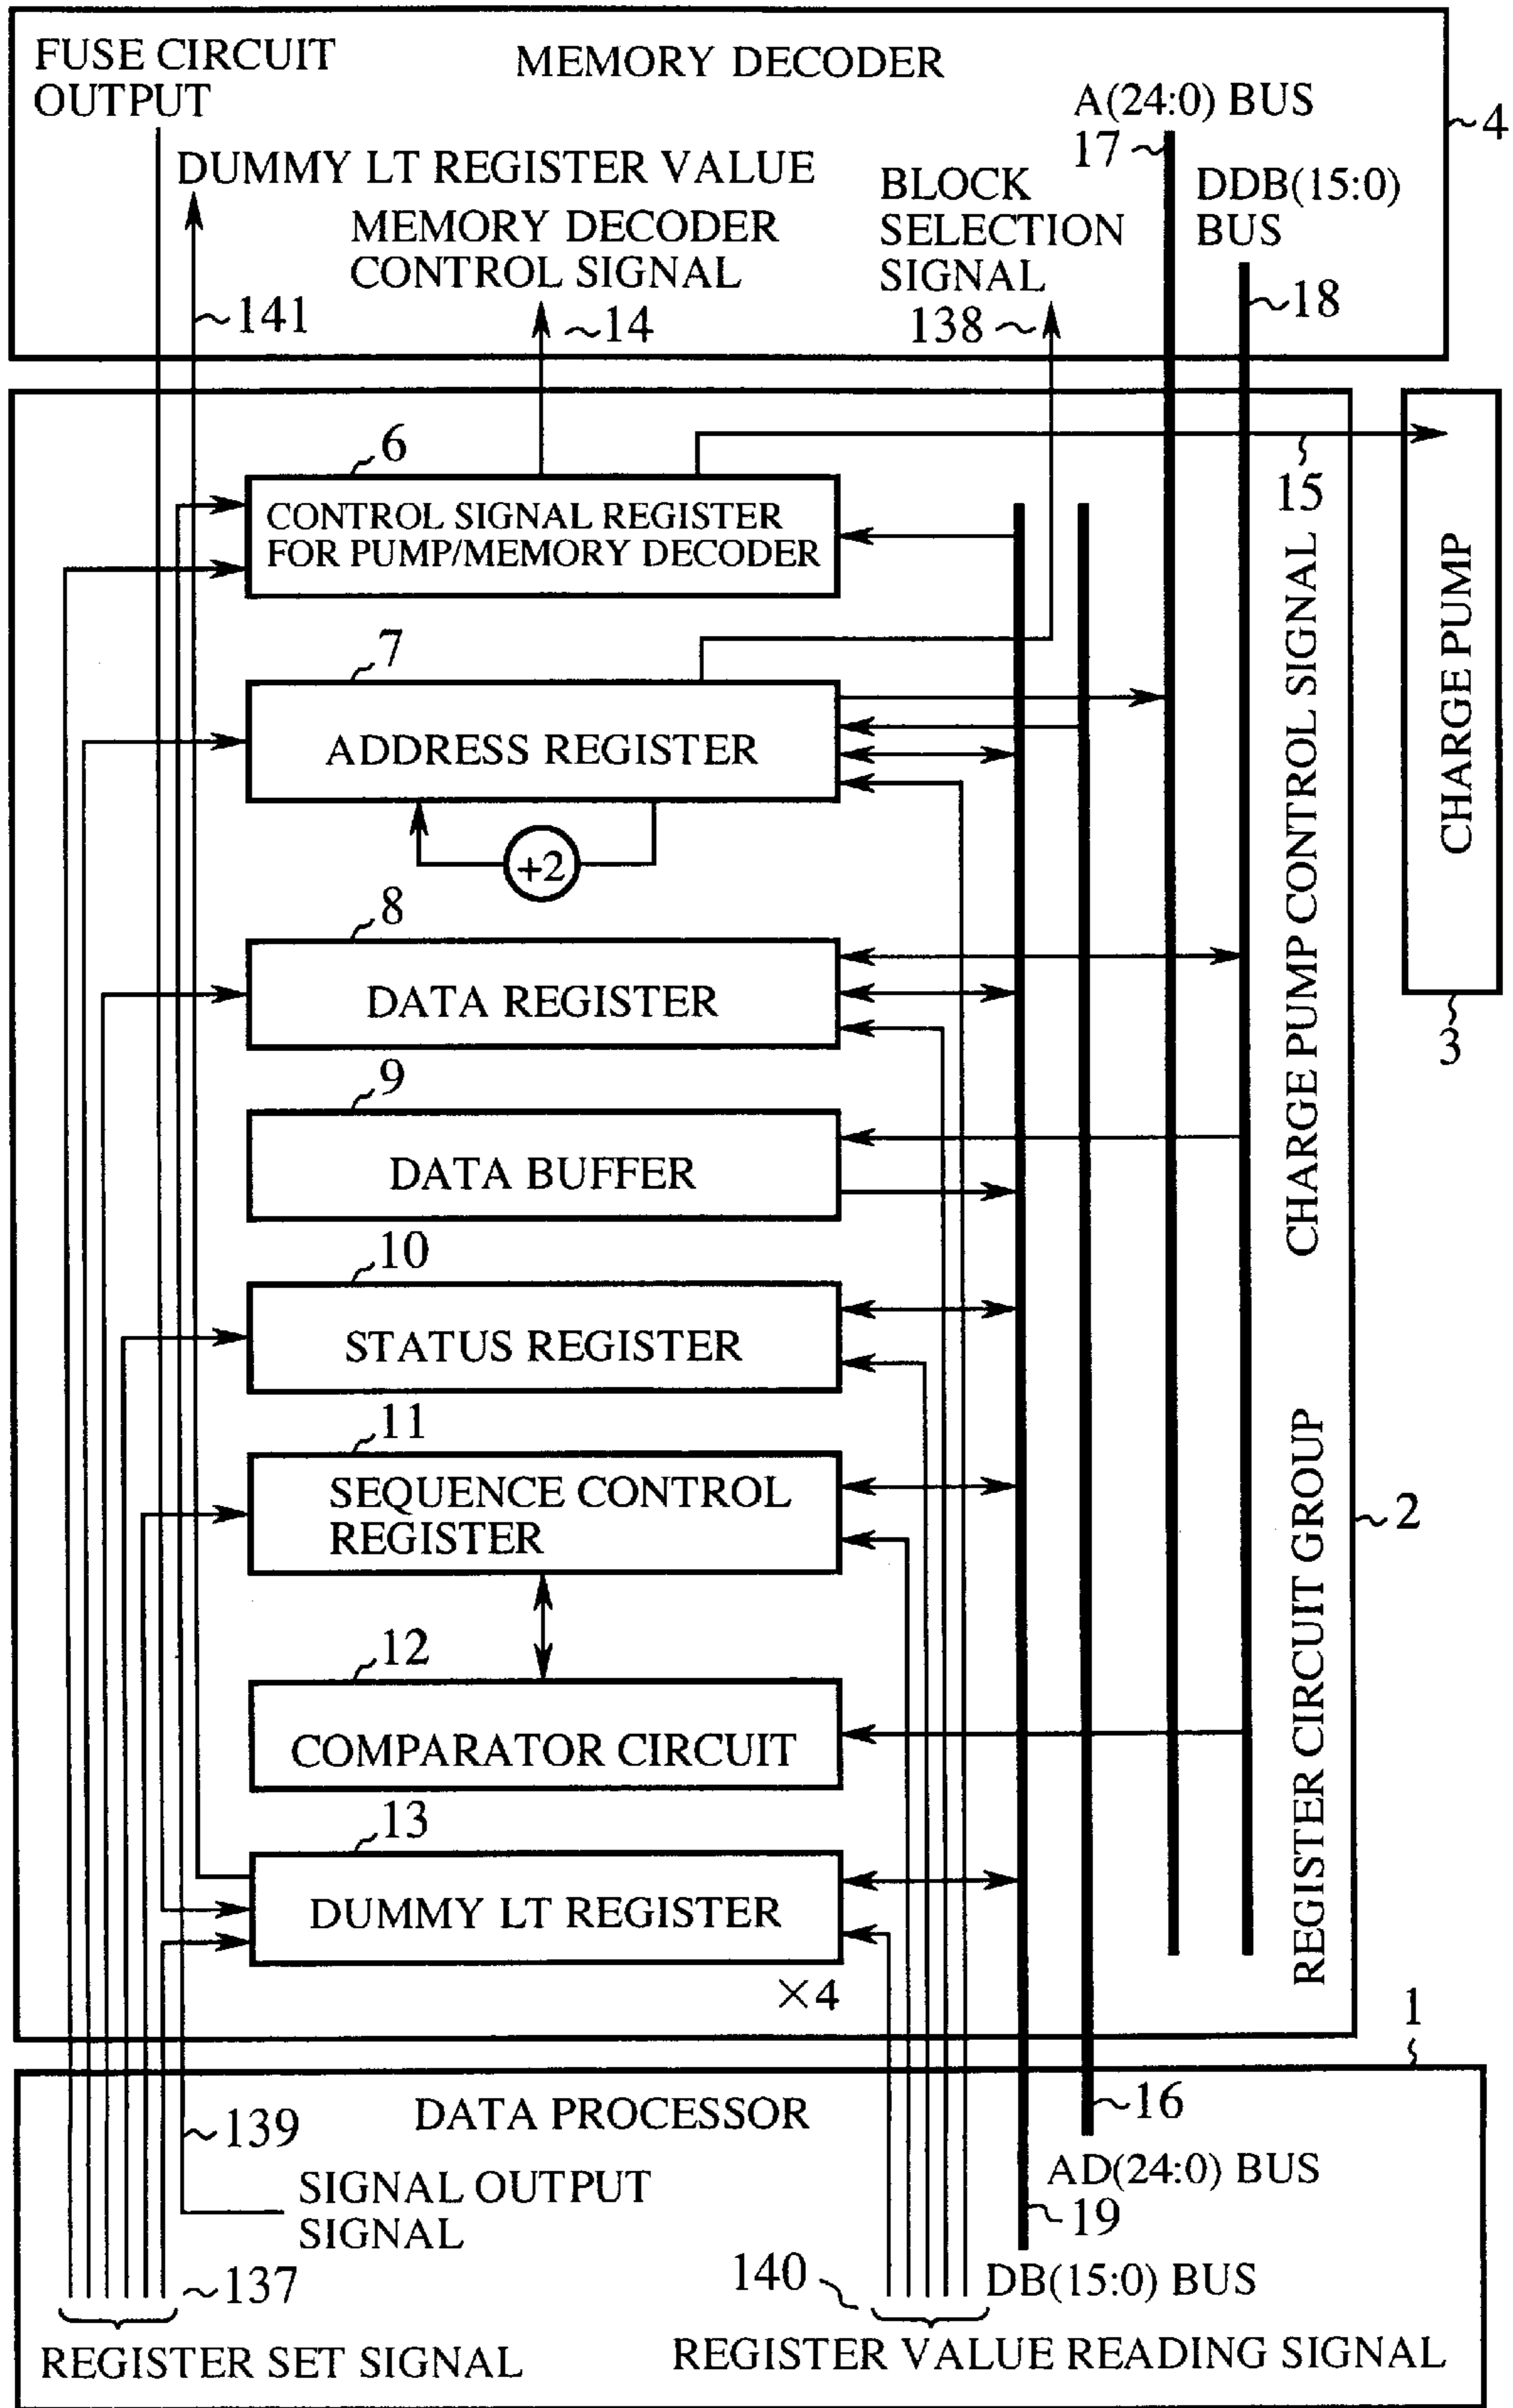 FUSE CIRCUIT
OUTPUT
MEMORY DECODER
A(24:0) BUS
17
4
DUMMY LT REGISTER VALUE
BLOCK
SELECTION
SIGNAL
138
DDB(15:0)
BUS
MEMORY DECODER
CONTROL SIGNAL
141
14
18
6
CONTROL SIGNAL REGISTER
FOR PUMP/MEMORY DECODER
15
CHARGE PUMP CONTROL SIGNAL
CHARGE PUMP
3
7
ADDRESS REGISTER
+2
8
DATA REGISTER
9
DATA BUFFER
10
STATUS REGISTER
11
SEQUENCE CONTROL
REGISTER
12
COMPARATOR CIRCUIT
13
DUMMY LT REGISTER
×4
REGISTER CIRCUIT GROUP
2
1
DATA PROCESSOR
139
SIGNAL OUTPUT
SIGNAL
16
AD(24:0) BUS
19
137
140
DB(15:0) BUS
REGISTER SET SIGNAL
REGISTER VALUE READING SIGNAL